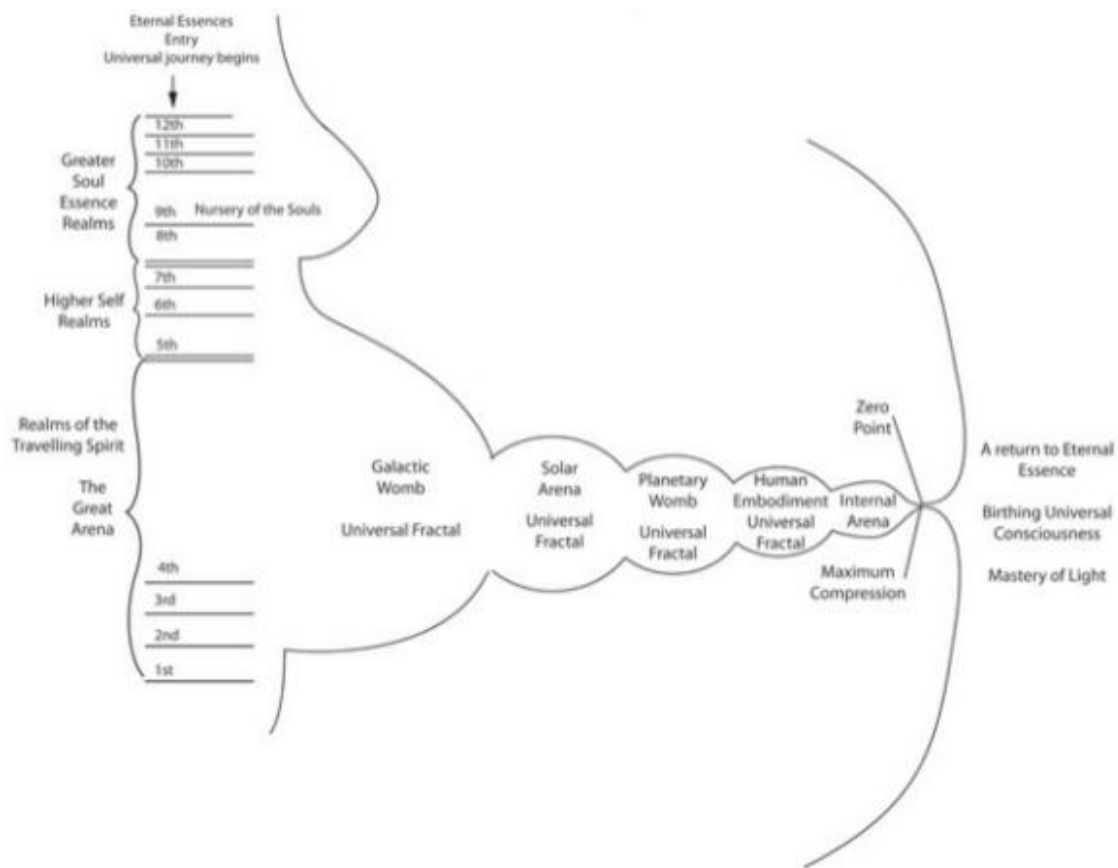 Eternal Essences
Entry
Universal journey begins
12th
11th
10th
Greater
Soul
Essence
Realms
9th Nursery of the Souls
8th
7th
Higher Self
Realms
6th
5th
Realms of the
Travelling Spirit
The
Great
Arena
4th
3rd
2nd
1st
Galactic
Womb
Universal Fractal
Solar
Arena
Universal
Fractal
Planetary
Womb
Universal
Fractal
Human
Embodiment
Universal
Fractal
Internal
Arena
Zero
Point
Maximum
Compression
A return to Eternal
Essence
Birthing Universal
Consciousness
Mastery of Light